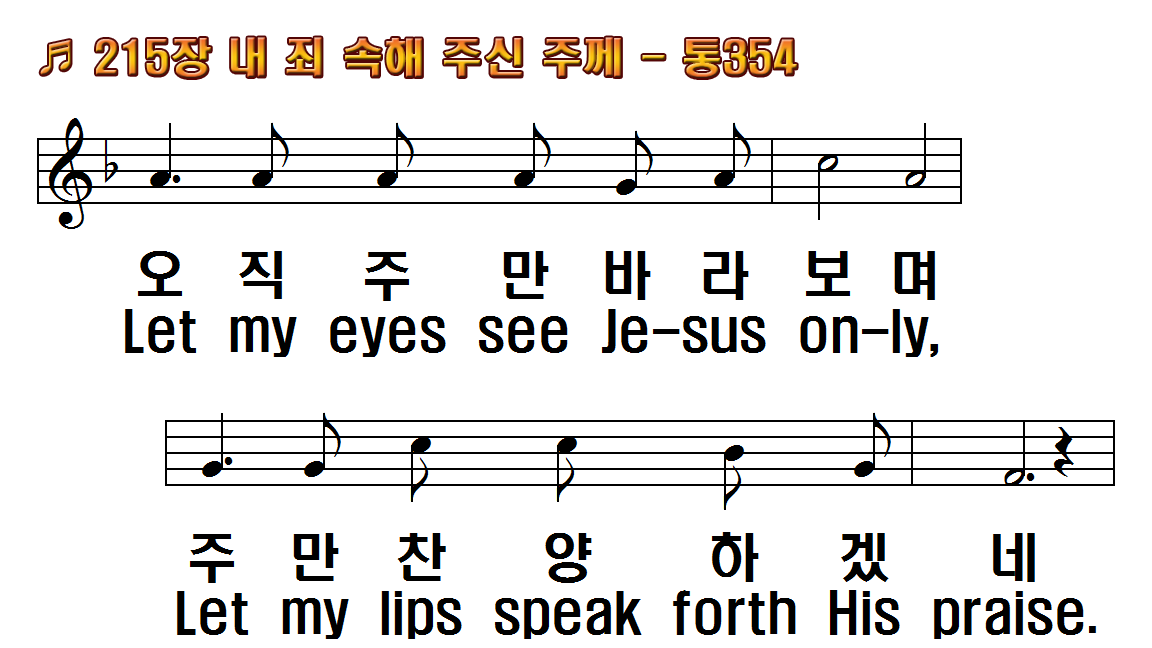 ♬ 215장 내 죄 속해 주신 주께 - 통354
오 직 주 만 바 라 보 며
Let my eyes see Je-sus on-ly,
주 만 찬 양 하 겠 네
Let my lips speak forth His praise.